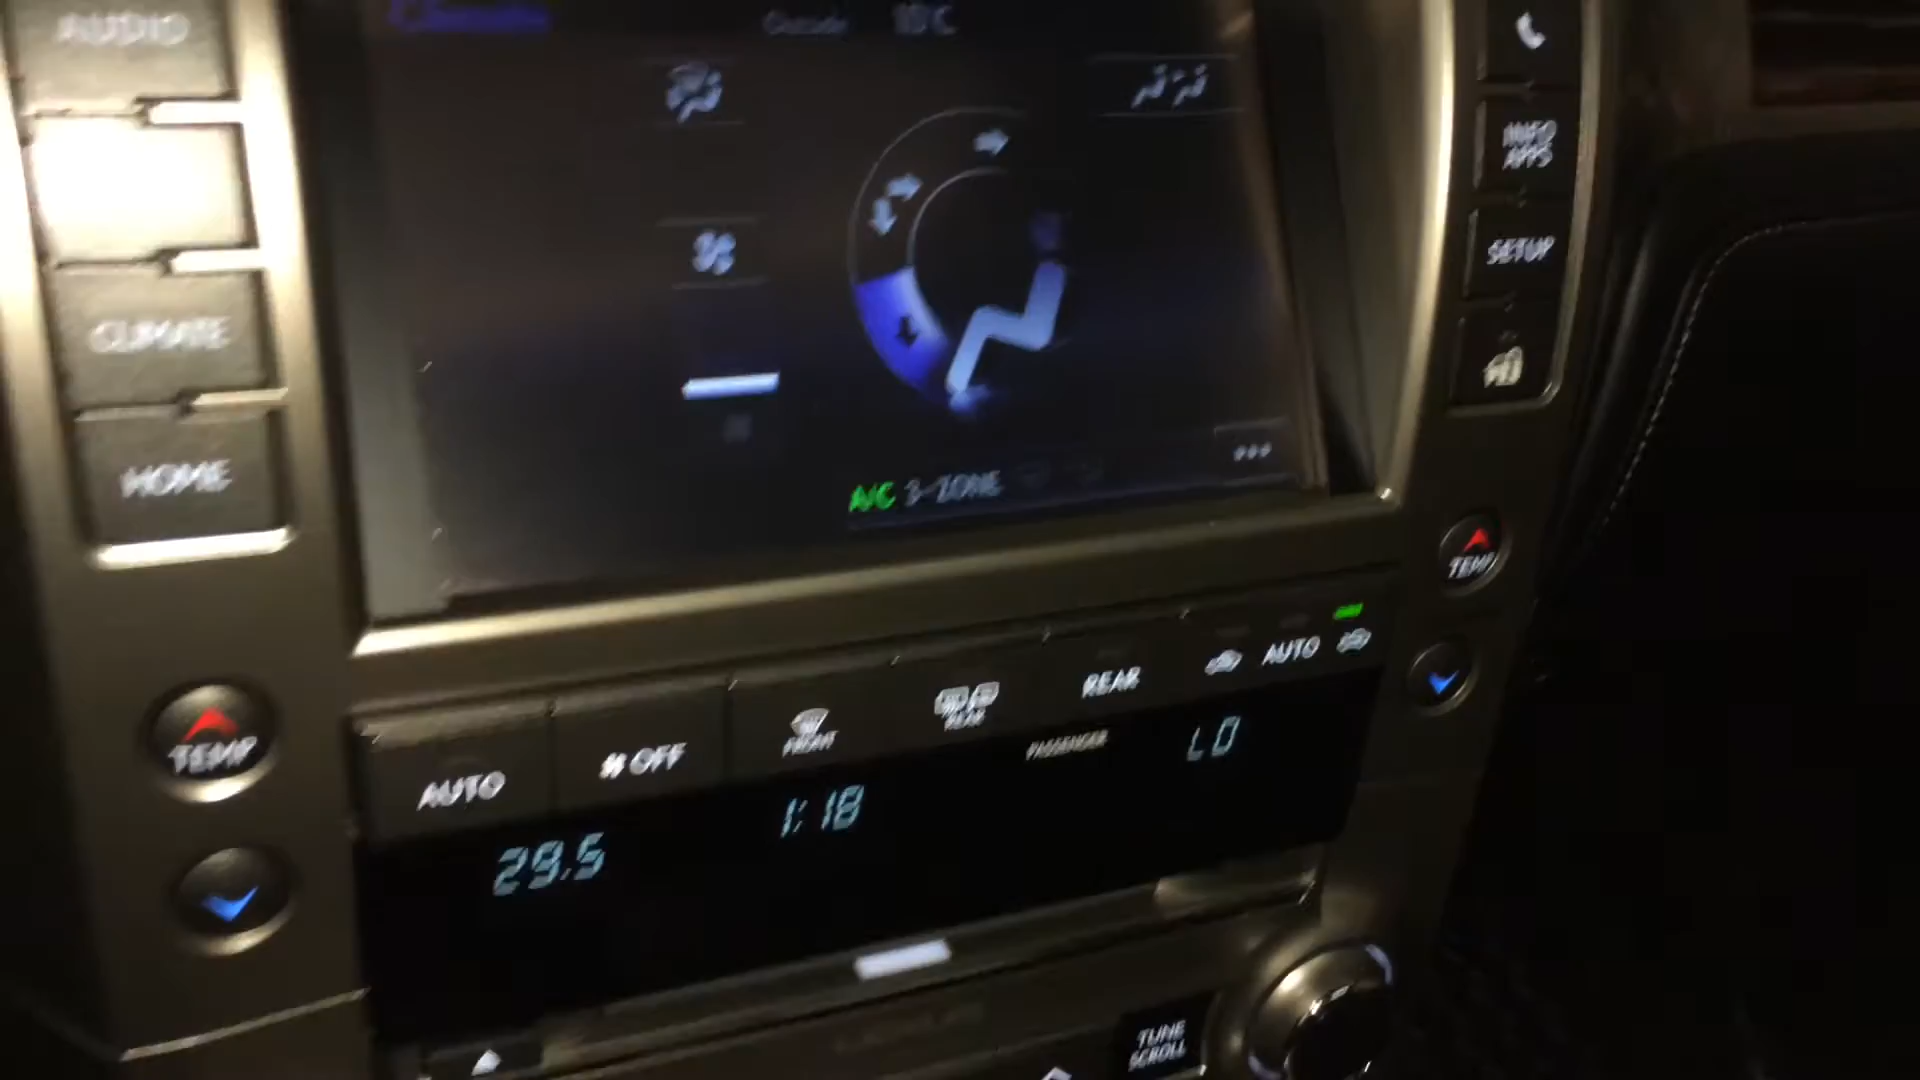 AUDIO
Outside
10°C
INFO
APPS
SETUP
CLIMATE
HOME
A/C 3-ZONE
TEMP
TEMP
AUTO
OFF
FRONT
REAR
REAR
AUTO
PASSENGER
LO
1:18
29.5
TUNE
SCROLL